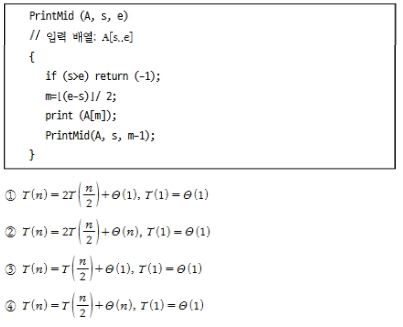 PrintMid (A, s, e)
// 입력 배열: A[s..e]
{
if (s>e) return (-1);
m=⌊(e-s)⌋/ 2;
print (A[m]);
PrintMid(A, s, m-1);
}
① T(n) = 2T(n/2)+Θ(1), T(1) = Θ(1)
② T(n) = 2T(n/2)+Θ(n), T(1) = Θ(1)
③ T(n) = T(n/2)+Θ(1), T(1) = Θ(1)
④ T(n) = T(n/2)+Θ(n), T(1) = Θ(1)